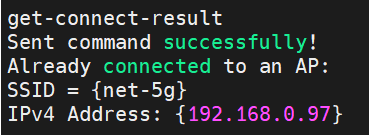 get-connect-result
Sent command successfully!
Already connected to an AP:
SSID = {net-5g}
IPv4 Address: {192.168.0.97}